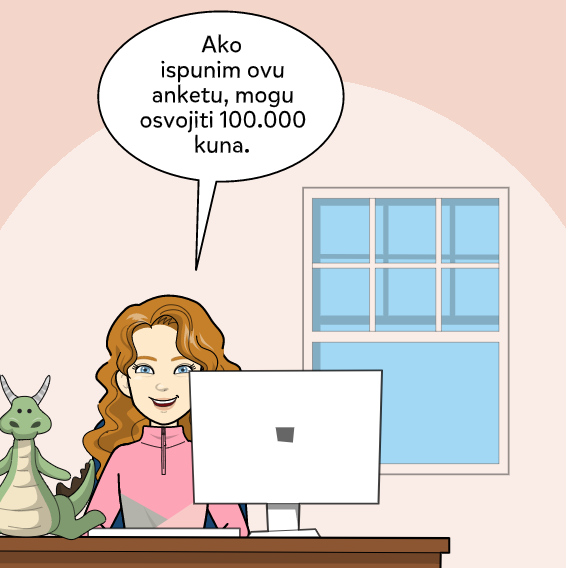 Ako
ispunim ovu
anketu, mogu
osvojiti 100.000
kuna.